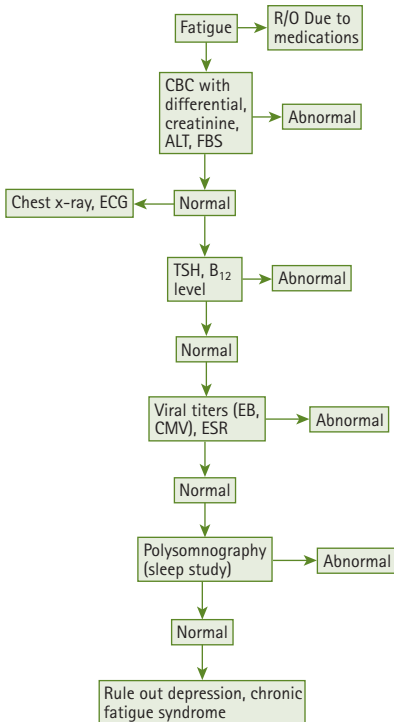 Fatigue
R/O Due to
medications
CBC with
differential,
creatinine,
ALT, FBS
Abnormal
Chest x-ray, ECG
Normal
TSH, B12
level
Abnormal
Normal
Viral titers (EB,
CMV), ESR
Abnormal
Normal
Polysomnography
(sleep study)
Abnormal
Normal
Rule out depression, chronic
fatigue syndrome